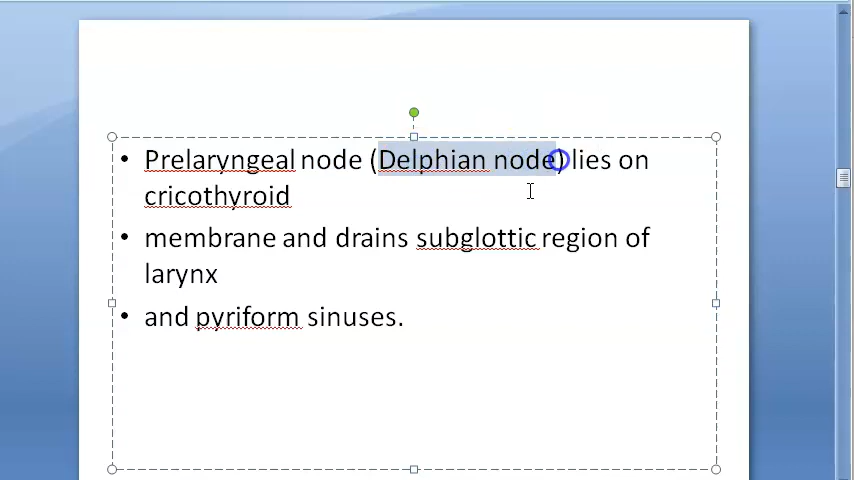 • Prelaryngeal node (Delphian node) lies on
cricothyroid
• membrane and drains subglottic region of
larynx
• and pyriform sinuses.